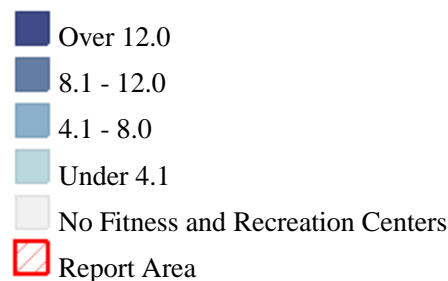 Over 12.0
8.1 - 12.0
4.1 - 8.0
Under 4.1
No Fitness and Recreation Centers
Report Area